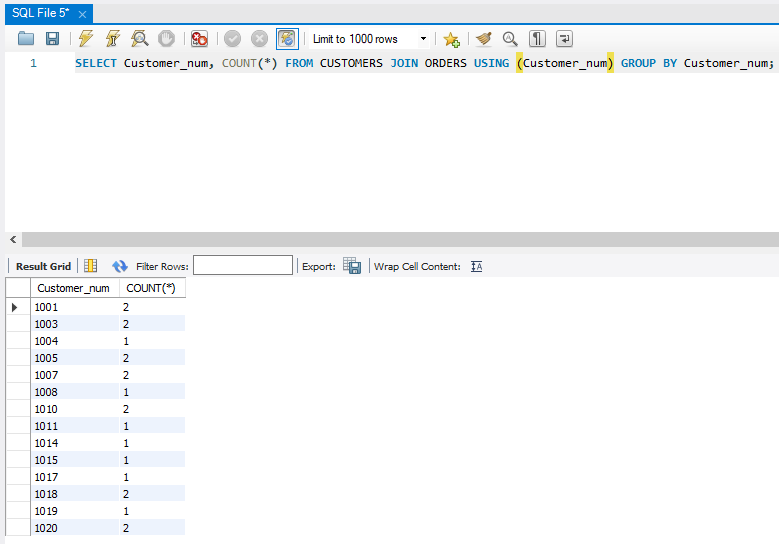 SQL File 5*
Limit to 1000 rows
1 SELECT Customer_num, COUNT(*) FROM CUSTOMERS JOIN ORDERS USING (Customer_num) GROUP BY Customer_num;
Result Grid Filter Rows: Export: Wrap Cell Content:
Customer_num COUNT(*)
1001 2
1003 2
1004 1
1005 2
1007 2
1008 1
1010 2
1011 1
1014 1
1015 1
1017 1
1018 2
1019 1
1020 2